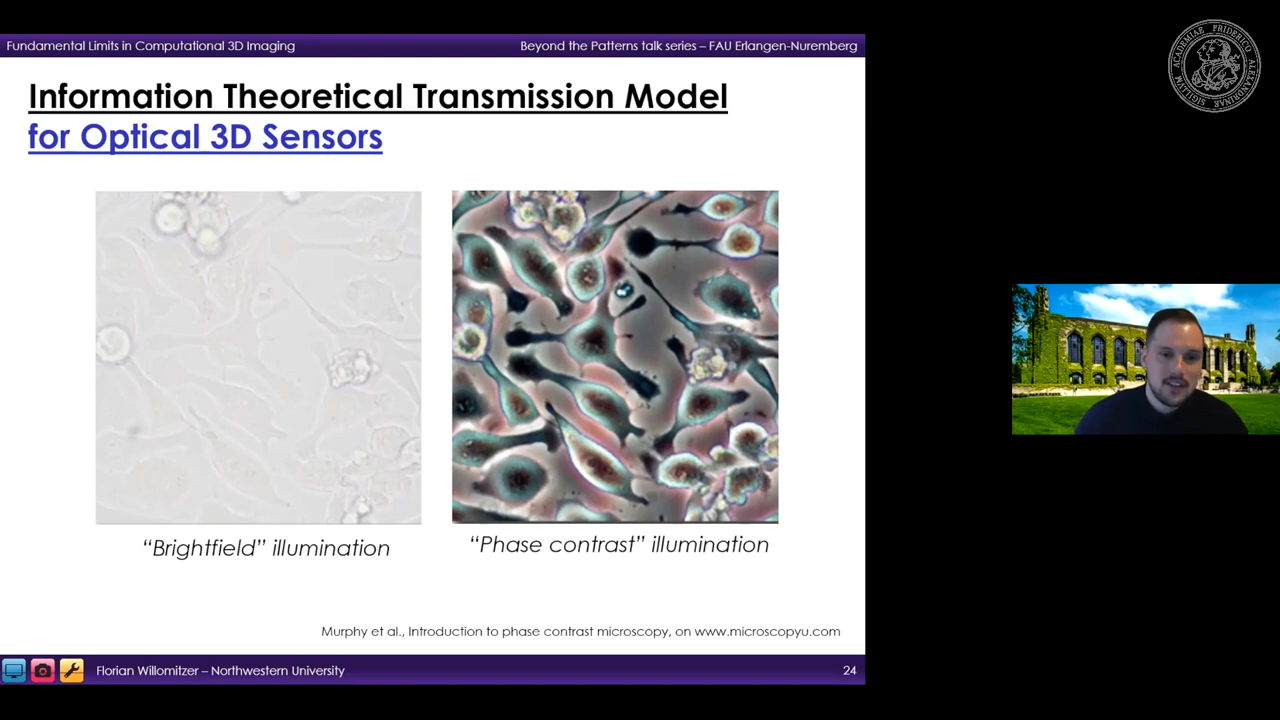 Fundamental Limits in Computational 3D Imaging
Beyond the Patterns talk series – FAU Erlangen-Nuremberg
Information Theoretical Transmission Model
for Optical 3D Sensors
“Brightfield” illumination
“Phase contrast” illumination
Murphy et al., Introduction to phase contrast microscopy, on www.microscopyu.com
Florian Willomitzer – Northwestern University
24